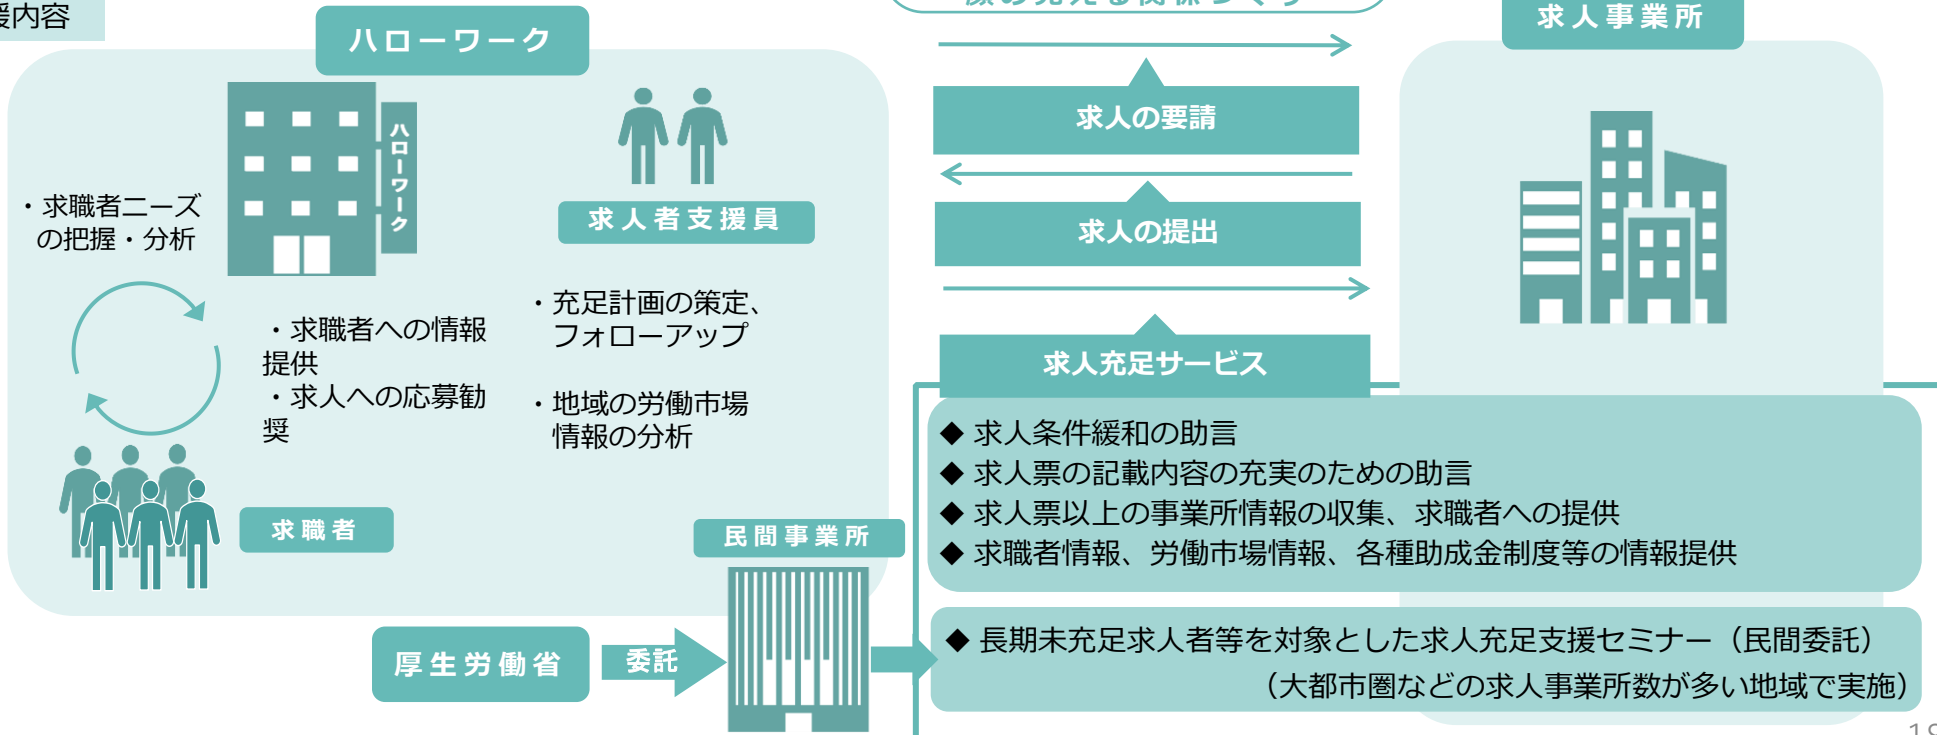 援内容
ハローワーク
顔の見える関係づくり
求人事業所
ハローワーク
求人の要請
・求職者ニーズ
の把握・分析
求人者支援員
求人の提出
・充足計画の策定、
フォローアップ
・求職者への情報
提供
・求人への応募勧
奨
・地域の労働市場
情報の分析
求人充足サービス
◆ 求人条件緩和の助言
◆ 求人票の記載内容の充実のための助言
◆ 求人票以上の事業所情報の収集、求職者への提供
◆ 求職者情報、労働市場情報、各種助成金制度等の情報提供
求職者
民間事業所
厚生労働省
委託
◆ 長期未充足求人者等を対象とした求人充足支援セミナー（民間委託）
（大都市圏などの求人事業所数が多い地域で実施）